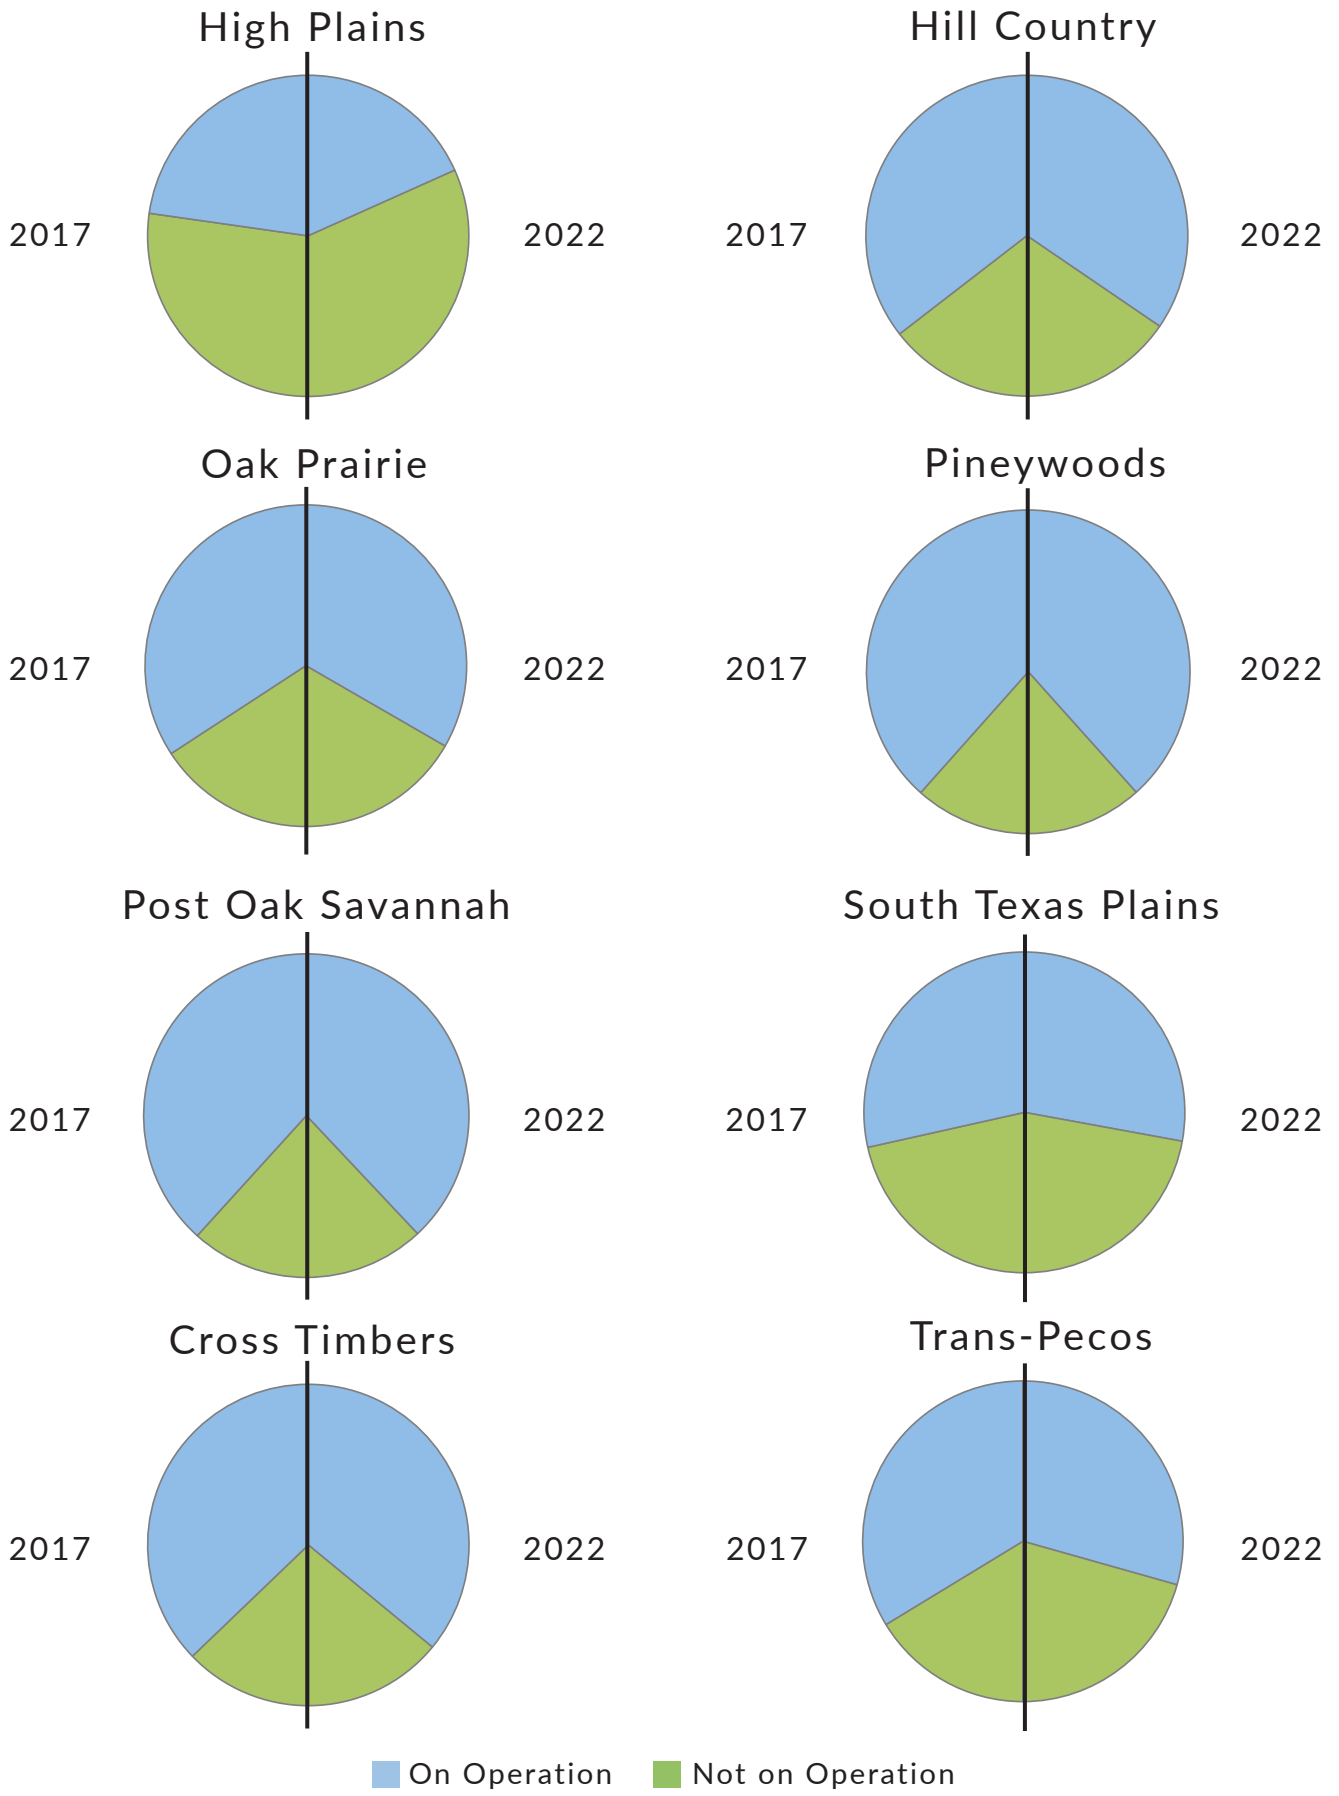 High Plains
Hill Country
2017
2022
2017
2022
Oak Prairie
Pineywoods
2017
2022
2017
2022
Post Oak Savannah
South Texas Plains
2017
2022
2017
2022
Cross Timbers
Trans-Pecos
2017
2022
2017
2022
On Operation
Not on Operation